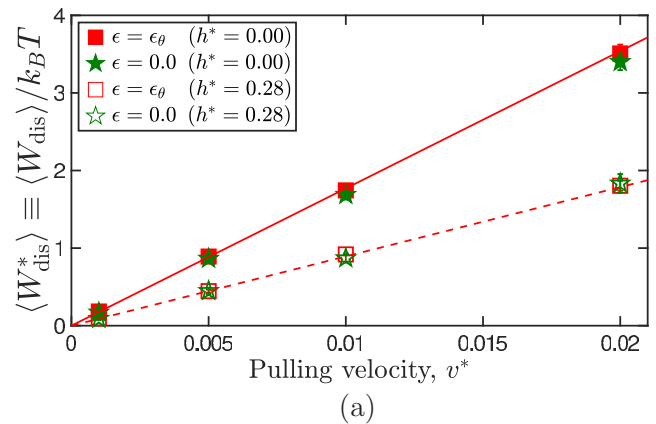 4
3
2
1
0
⟨W*dis⟩ ≡ ⟨Wdis⟩/kBT
ϵ = ϵθ (h* = 0.00)
ϵ = 0.0 (h* = 0.00)
ϵ = ϵθ (h* = 0.28)
ϵ = 0.0 (h* = 0.28)
0 0.005 0.01 0.015 0.02
Pulling velocity, v*
(a)